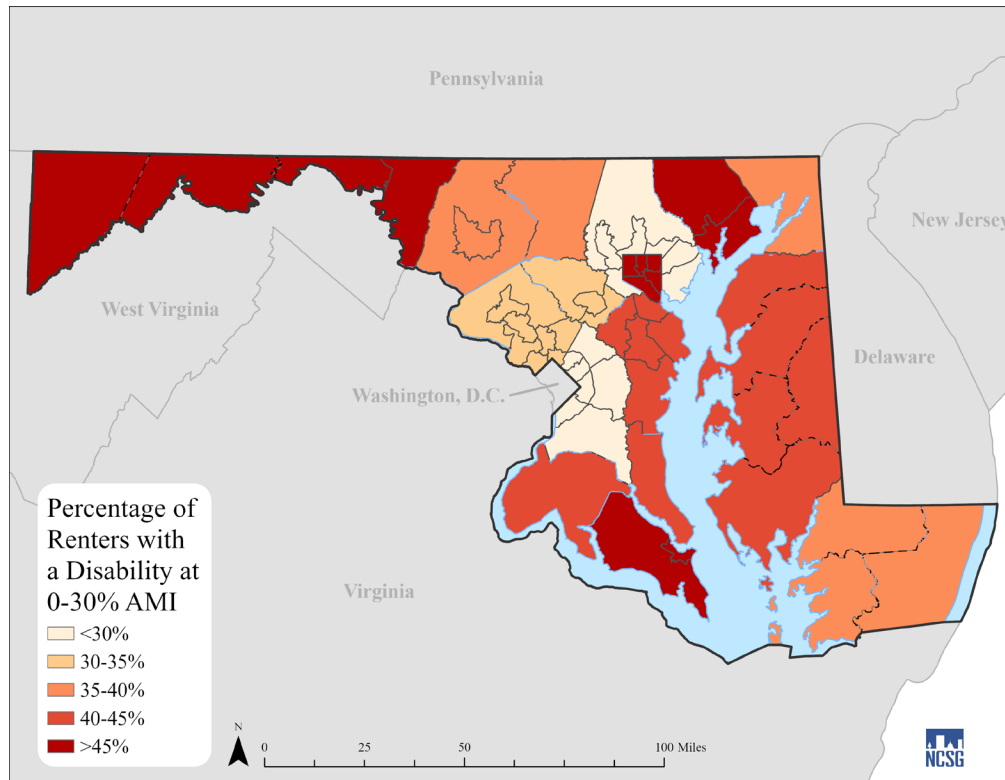 Pennsylvania
New Jersey
West Virginia
Delaware
Washington, D.C.
Virginia
Percentage of
Renters with
a Disability at
0-30% AMI
<30%
30-35%
35-40%
40-45%
>45%
N
0 25 50 100 Miles
NCSG